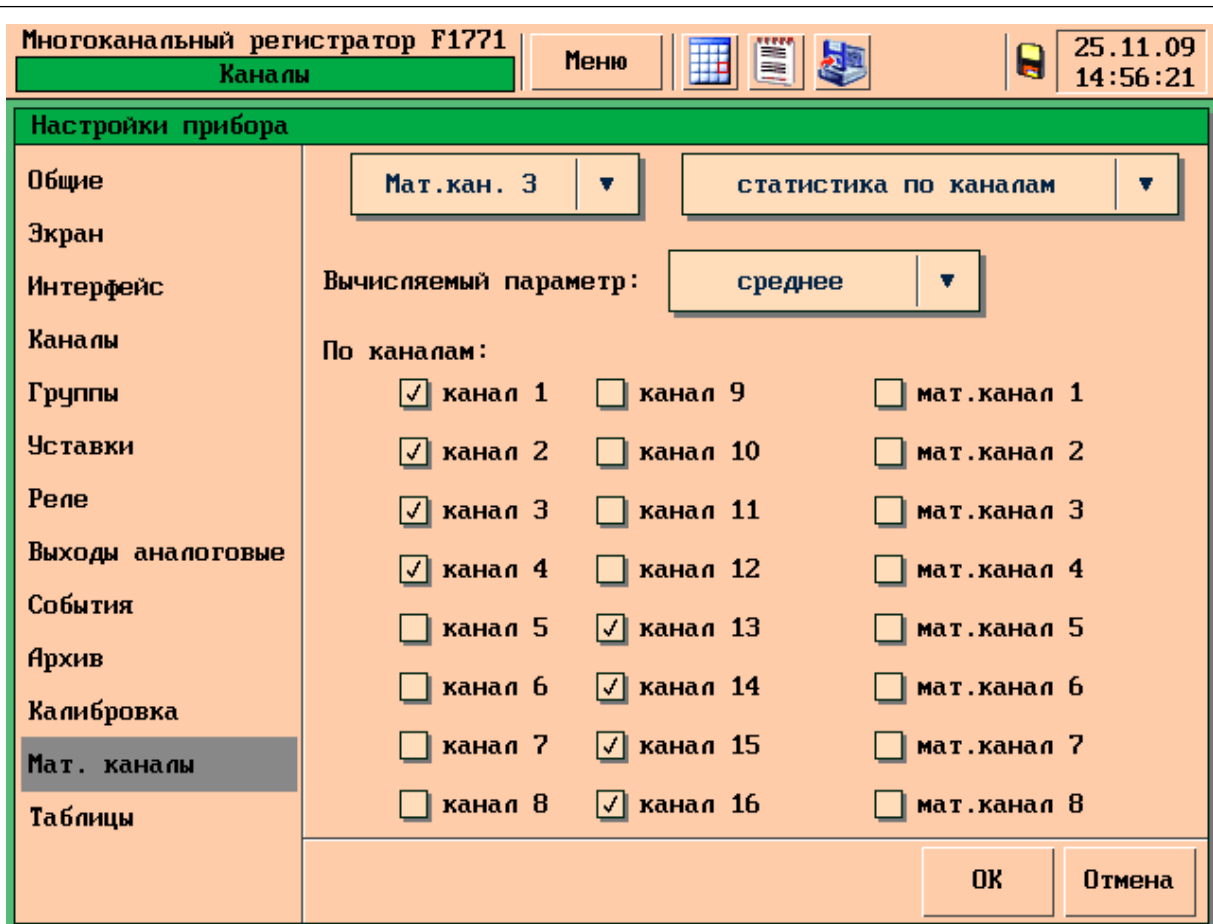 Многоканальный регистратор F1771
Каналы
Меню
25.11.09
14:56:21
Настройки прибора
Общие
Экран
Интерфейс
Каналы
Группы
Уставки
Реле
Выходы аналоговые
События
Архив
Калибровка
Мат. каналы
Таблицы
Мат.кан. 3
статистика по каналам
Вычисляемый параметр:
среднее
По каналам:
канал 1 канал 9 мат.канал 1
канал 2 канал 10 мат.канал 2
канал 3 канал 11 мат.канал 3
канал 4 канал 12 мат.канал 4
канал 5 канал 13 мат.канал 5
канал 6 канал 14 мат.канал 6
канал 7 канал 15 мат.канал 7
канал 8 канал 16 мат.канал 8
ОК
Отмена